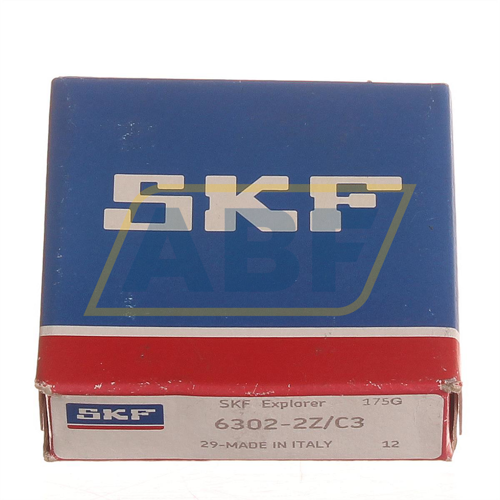 SKF
ABF
SKF Explorer 175G
SKF
6302-2Z/C3
29-MADE IN ITALY 12